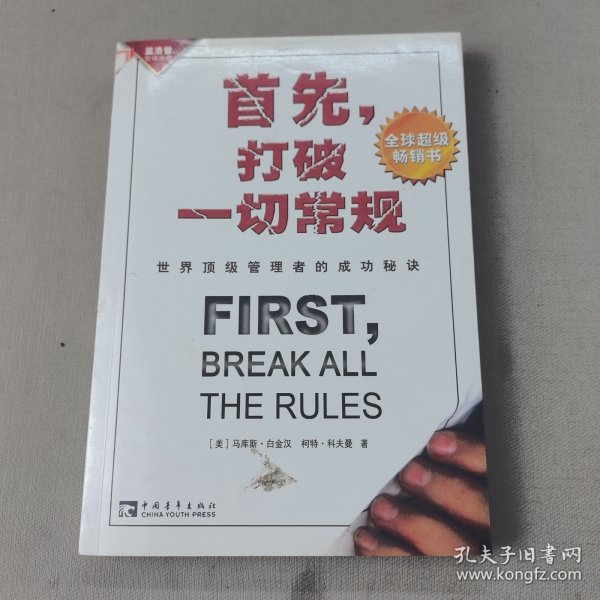 盖洛普
首先，
打破
一切常规
全球超级
畅销书
世界顶级管理者的成功秘诀
FIRST,
BREAK ALL
THE RULES
［美］马库斯·白金汉 柯特·科夫曼 著
中国青年出版社
CHINA YOUTH PRESS
孔夫子旧书网
www.kongfz.com